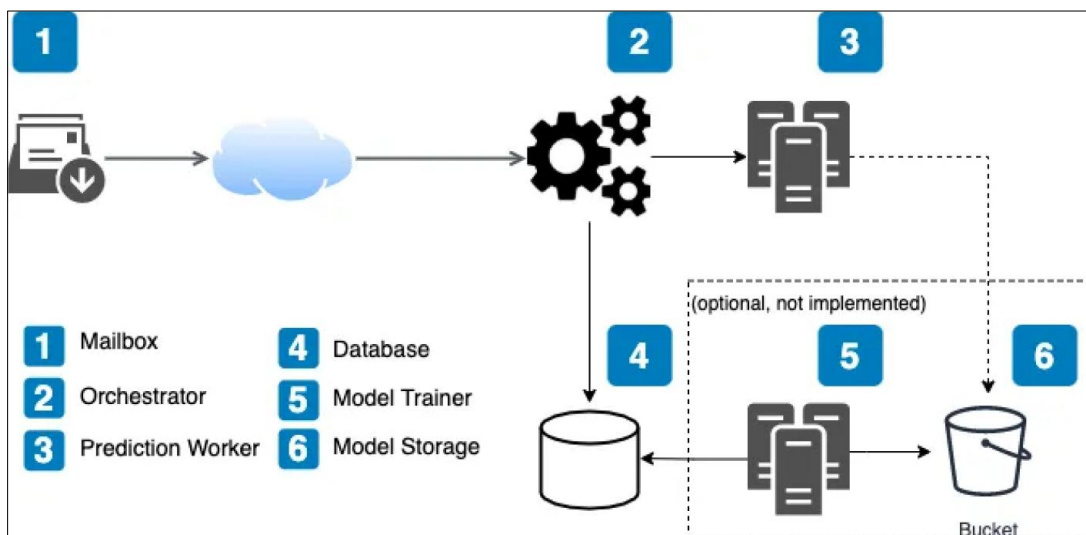 1
2
3
(optional, not implemented)
4
5
6
1 Mailbox
4 Database
2 Orchestrator
5 Model Trainer
3 Prediction Worker
6 Model Storage
Bucket